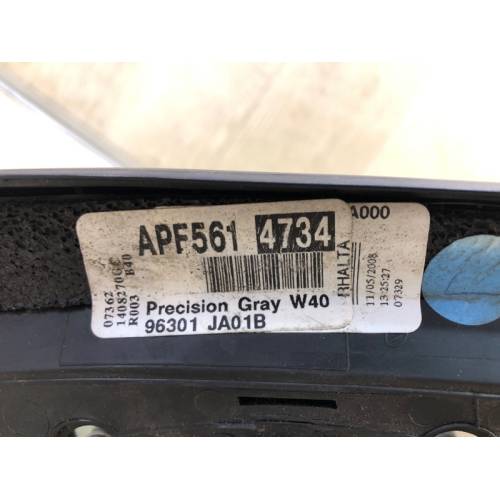 APF561 4734
Precision Gray W40
96301 JA01B
07362
B40
R003
A000
RHALTA
11/05/2008
13:25:27
07329